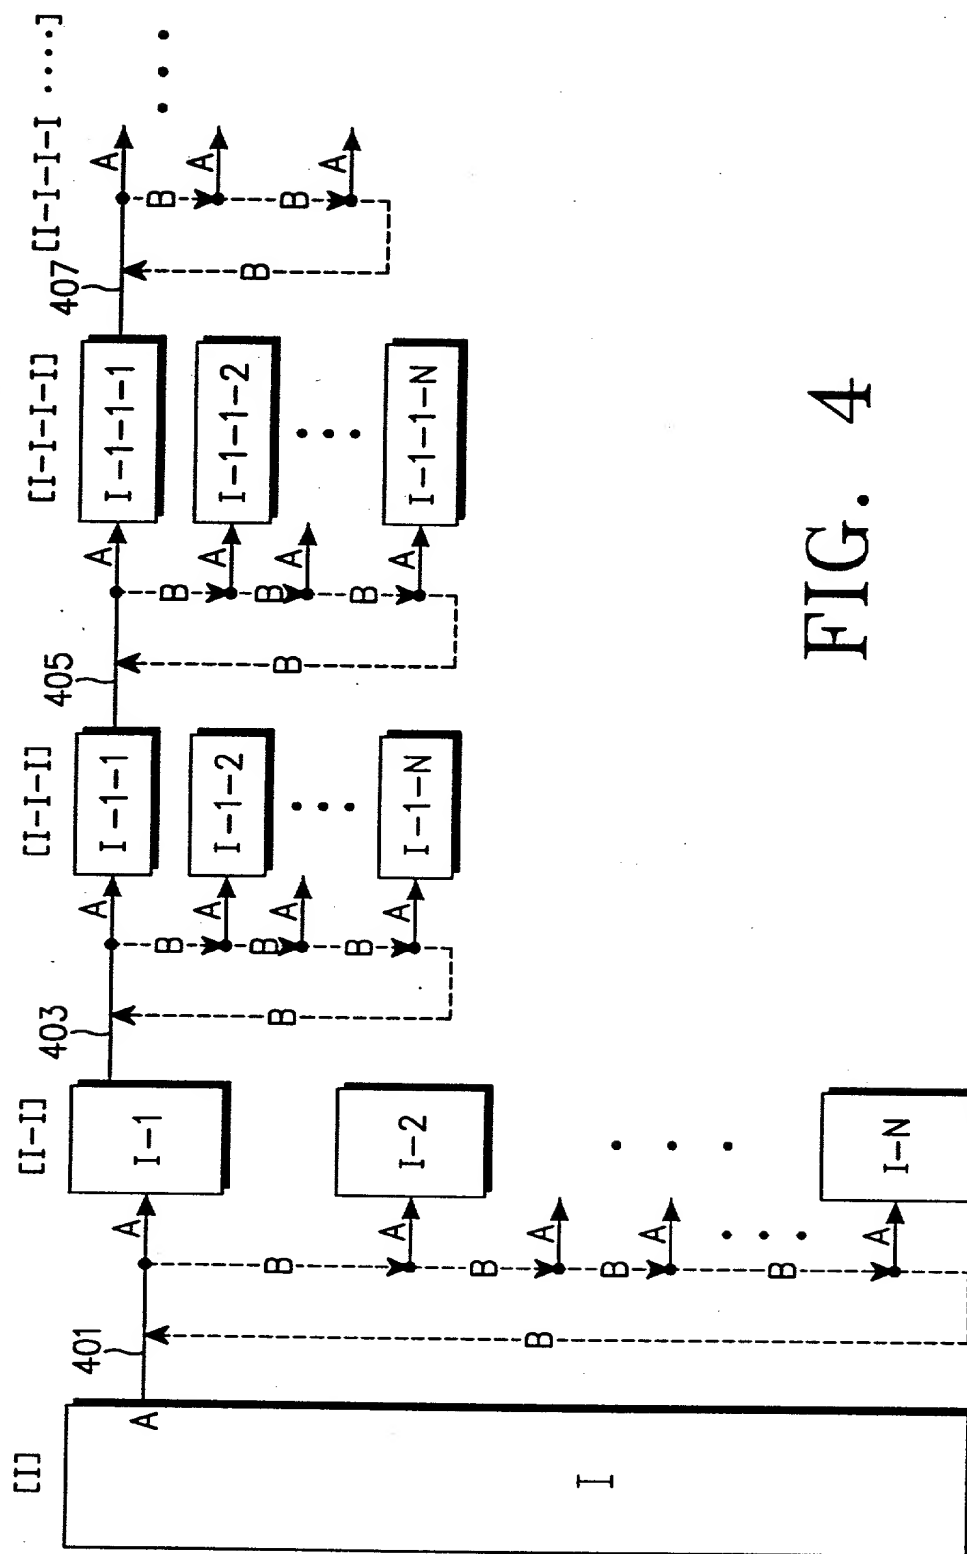 [I]
[I-I]
[I-I-I]
[I-I-I-I]
[I-I-I-I ····]
401
403
405
407
I
A
A
A
A
A
A
B
B
B
B
B
I-1
I-2
I-N
A
A
A
A
B
B
B
B
I-1-1
I-1-2
I-1-N
A
A
A
A
B
B
B
B
I-1-1-1
I-1-1-2
I-1-1-N
A
A
A
B
B
B
FIG. 4